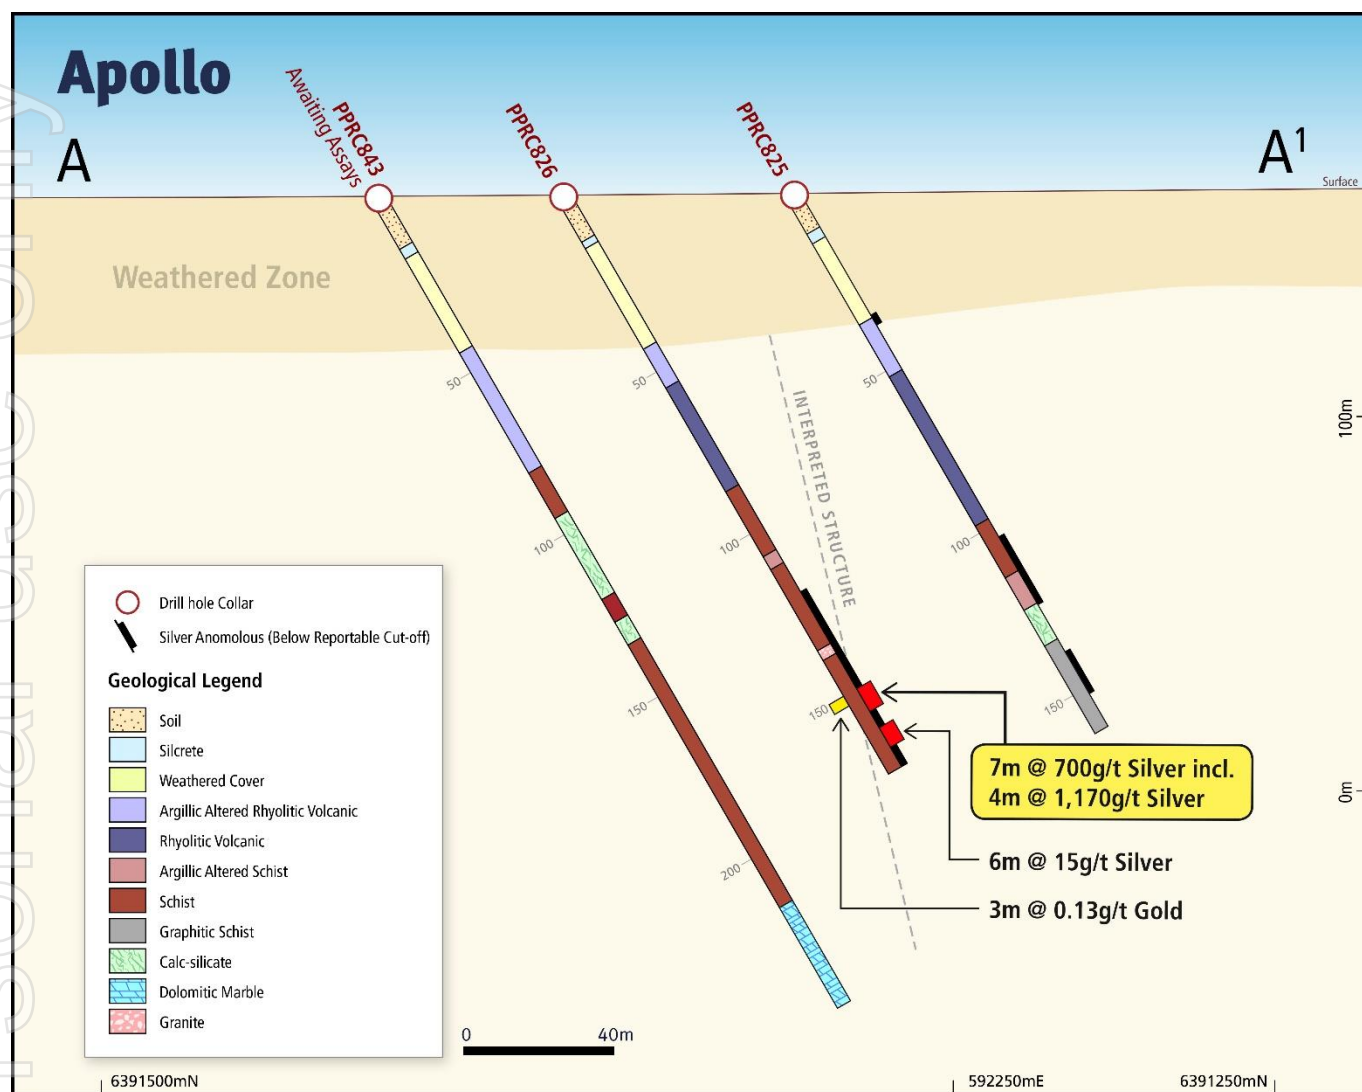 Apollo
A
A1
PPRC843
Awaiting Assays
PPRC826
PPRC825
Surface
Weathered Zone
50
50
50
100m
INTERPRETED STRUCTURE
100
100
100
150
150
150
0m
200
Drill hole Collar
Silver Anomolous (Below Reportable Cut-off)
Geological Legend
Soil
Silcrete
Weathered Cover
Argillic Altered Rhyolitic Volcanic
Rhyolitic Volcanic
Argillic Altered Schist
Schist
Graphitic Schist
Calc-silicate
Dolomitic Marble
Granite
7m @ 700g/t Silver incl.
4m @ 1,170g/t Silver
6m @ 15g/t Silver
3m @ 0.13g/t Gold
0 40m
6391500mN
592250mE
6391250mN